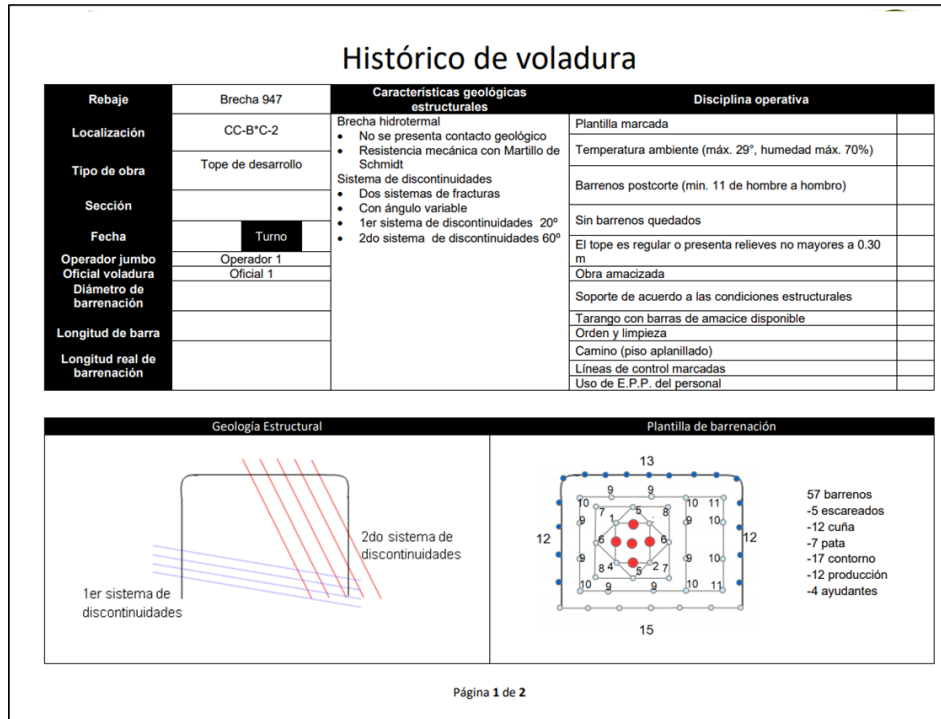 Histórico de voladura
Rebaje
Brecha 947
Características geológicas
estructurales
Disciplina operativa
Localización
CC-B*C-2
Tipo de obra
Tope de desarrollo
Sección
Fecha
Turno
Operador jumbo
Operador 1
Oficial voladura
Oficial 1
Diámetro de
barrenación
Longitud de barra
Longitud real de
barrenación
Brecha hidrotermal
• No se presenta contacto geológico
• Resistencia mecánica con Martillo de
Schmidt
Sistema de discontinuidades
• Dos sistemas de fracturas
• Con ángulo variable
• 1er sistema de discontinuidades 20º
• 2do sistema de discontinuidades 60º
Plantilla marcada
Temperatura ambiente (máx. 29°, humedad máx. 70%)
Barrenos postcorte (min. 11 de hombre a hombro)
Sin barrenos quedados
El tope es regular o presenta relieves no mayores a 0.30
m
Obra amacizada
Soporte de acuerdo a las condiciones estructurales
Tarango con barras de amacice disponible
Orden y limpieza
Camino (piso aplanillado)
Líneas de control marcadas
Uso de E.P.P. del personal
Geología Estructural
Plantilla de barrenación
2do sistema de
discontinuidades
1er sistema de
discontinuidades
13
9 9
10 10 11
7 5 8
9 1 9 10
12 6 6 12
9 4 2 9 10
8 5 7
10 9 9 10 11
15
57 barrenos
-5 escareados
-12 cuña
-7 pata
-17 contorno
-12 producción
-4 ayudantes
Página 1 de 2